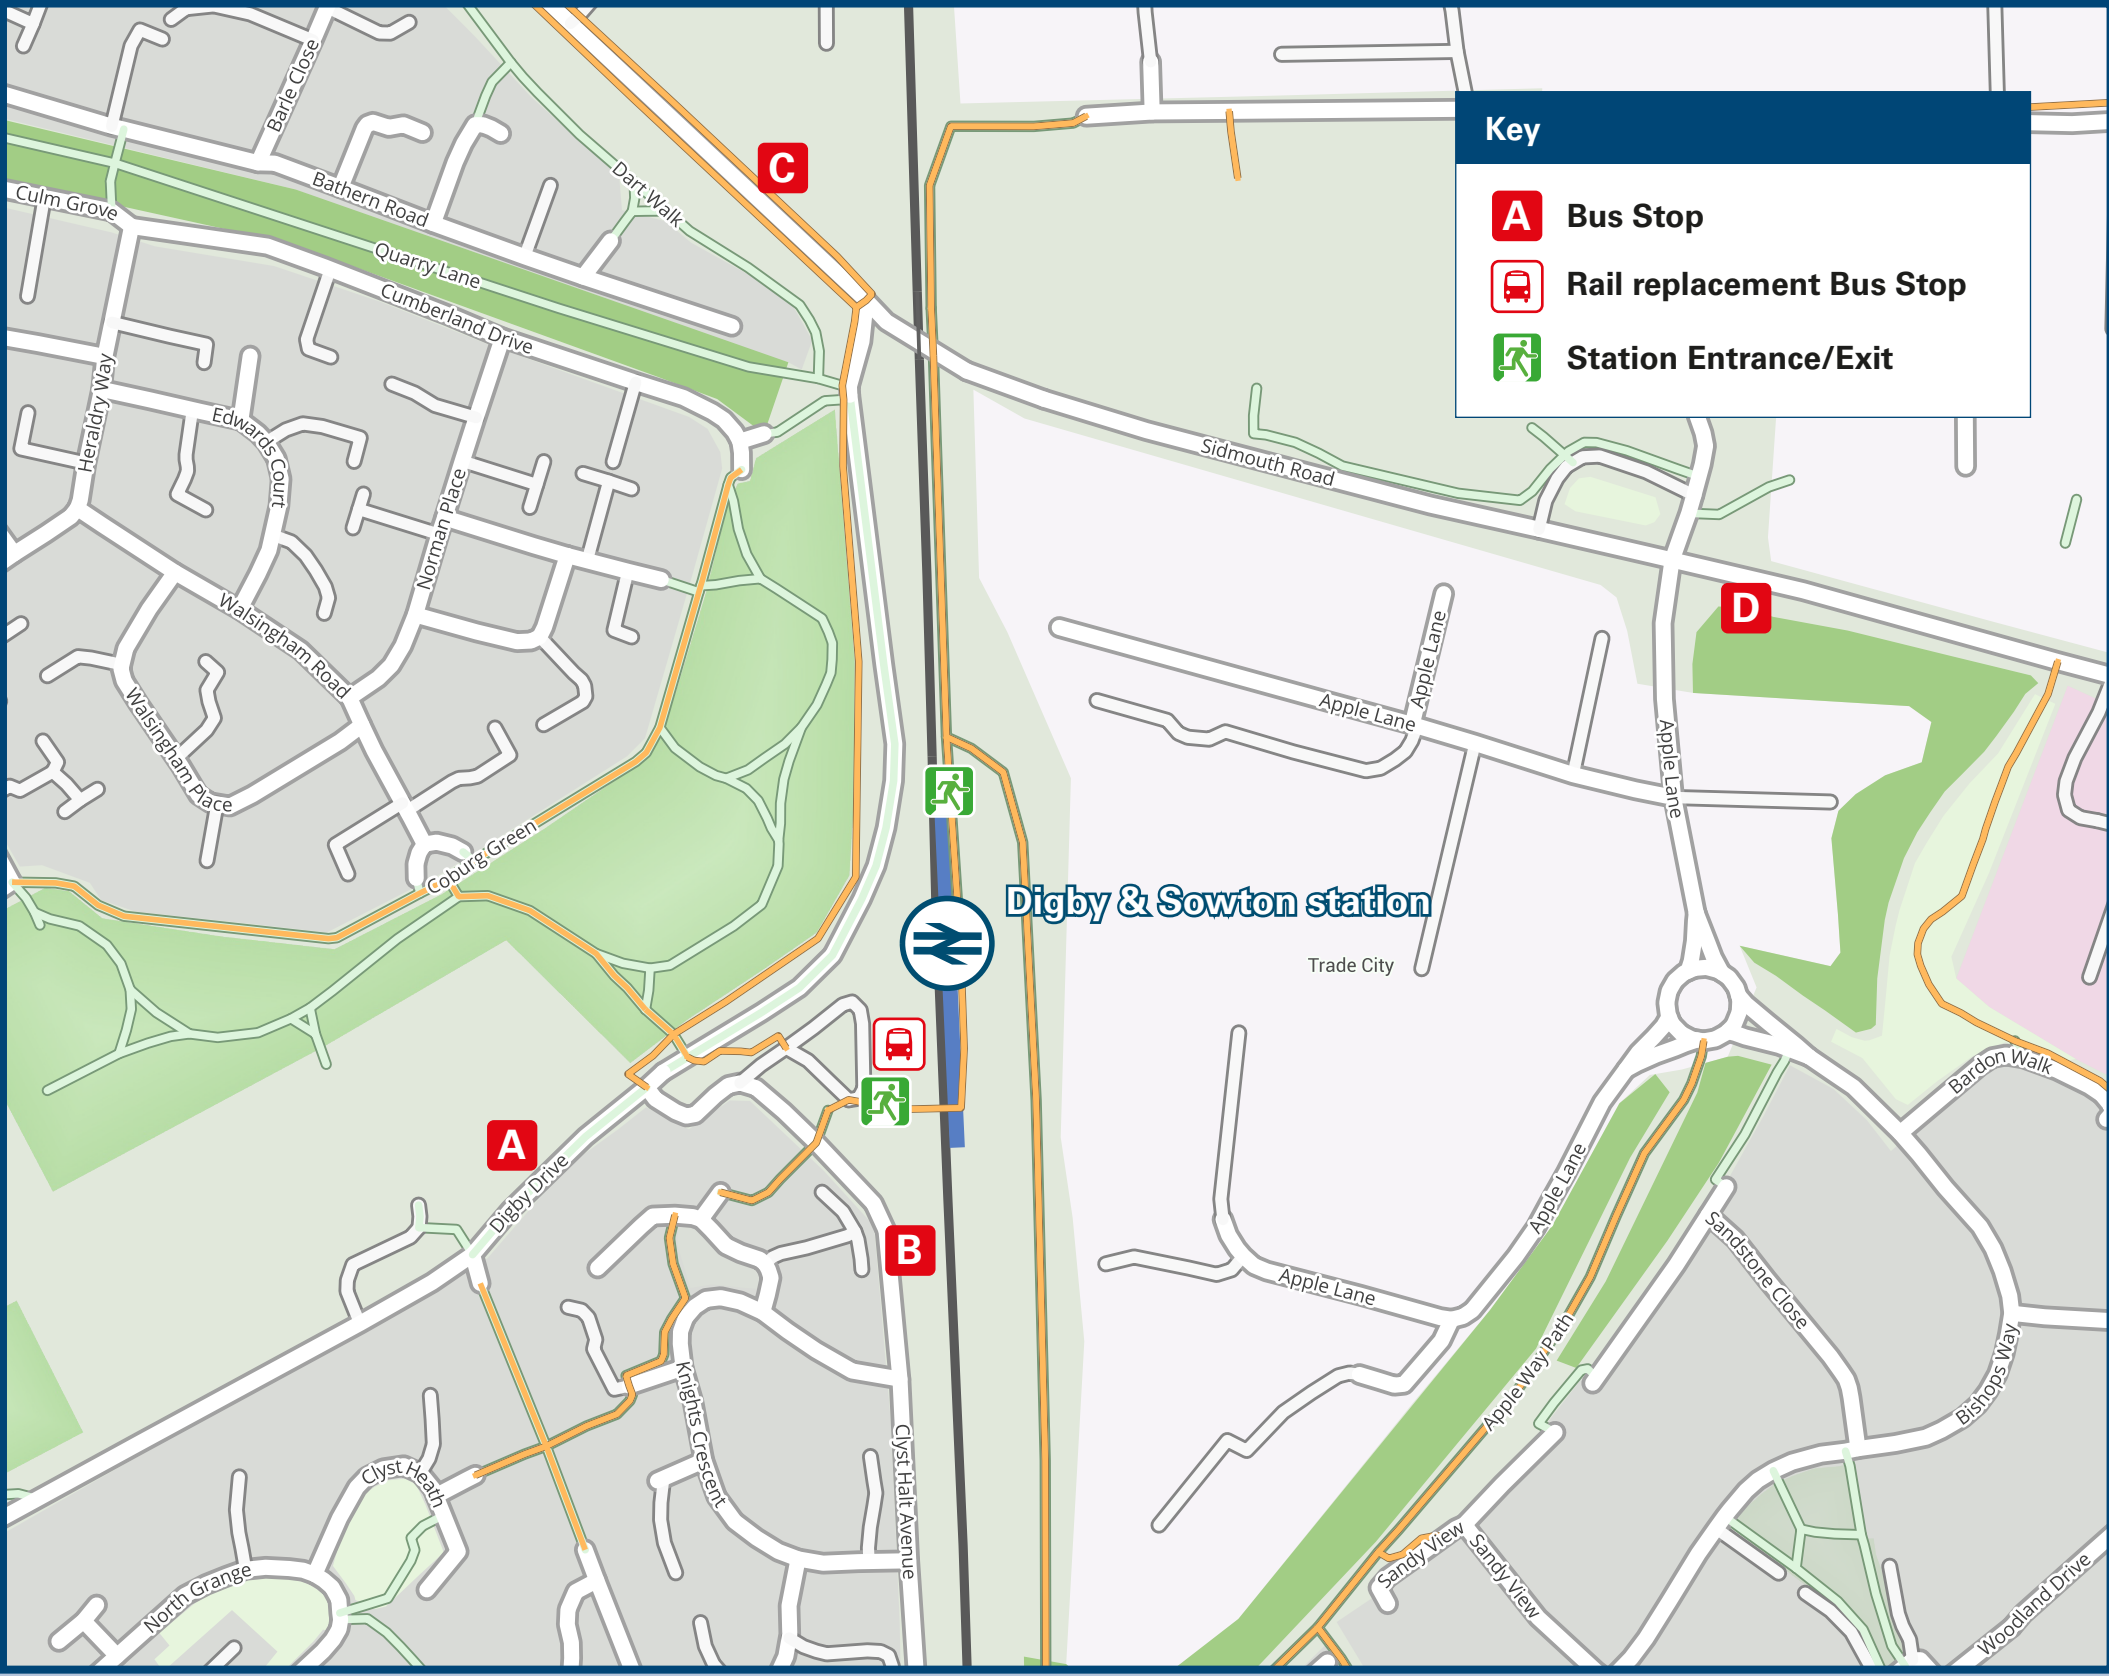 Barle Close
C
Key
A Bus Stop
Rail replacement Bus Stop
Station Entrance/Exit
Dart Walk
Bathern Road
Culm Grove
Quarry Lane
Cumberland Drive
Heraldry Way
Edwards Court
Norman Place
Sidmouth Road
D
Walsingham Road
Walsingham Place
Apple Lane
Apple Lane
Apple Lane
Coburg Green
Digby & Sowton station
Trade City
Bardon Walk
A
Digby Drive
B
Apple Lane
Apple Lane
Sandstone Close
Bishops Way
Apple Way Path
Knights Crescent
Clyst Halt Avenue
Clyst Heath
North Grange
Sandy View
Sandy View
Woodland Drive